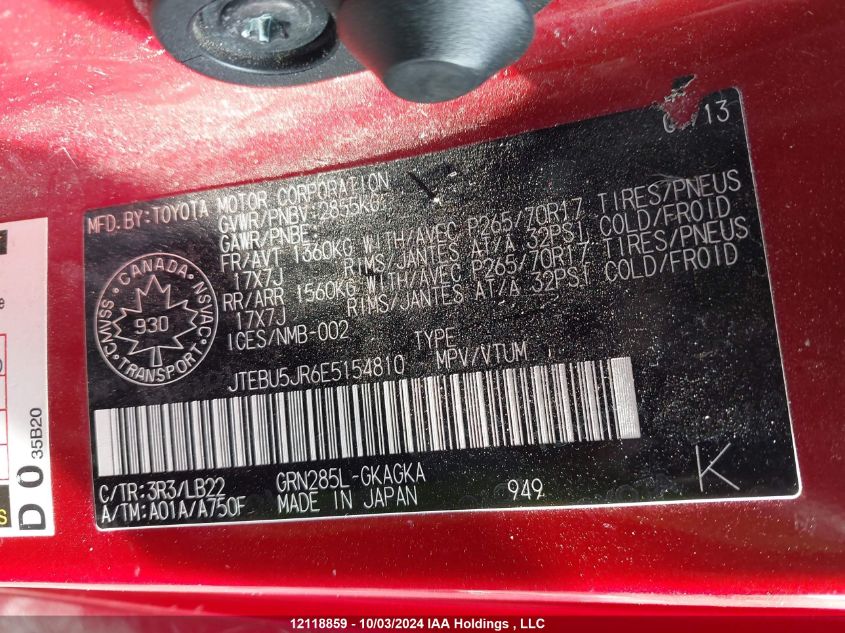 /13
MFD.BY:TOYOTA MOTOR CORPORATION
GVWR/PNBV 2855KG
GAWR/PNBE
FR/AVT 1360KG WITH/AVEC P265/70R17 TIRES/PNEUS
17X7J RIMS/JANTES AT/A 32PSI COLD/FROID
RR/ARR 1560KG WITH/AVEC P265/70R17 TIRES/PNEUS
17X7J RIMS/JANTES AT/A 32PSI COLD/FROID
ICES/NMB-002 TYPE
JTEBU5JR6E5154810 MPV/VTUM
CANADA
CMVSS NSVAC
930
TRANSPORT
C/TR:3R3/LB22 GRN285L-GKAGKA
A/TM:A01A/A750F MADE IN JAPAN 949 K
D 0 35B20
12118859 - 10/03/2024 IAA Holdings , LLC